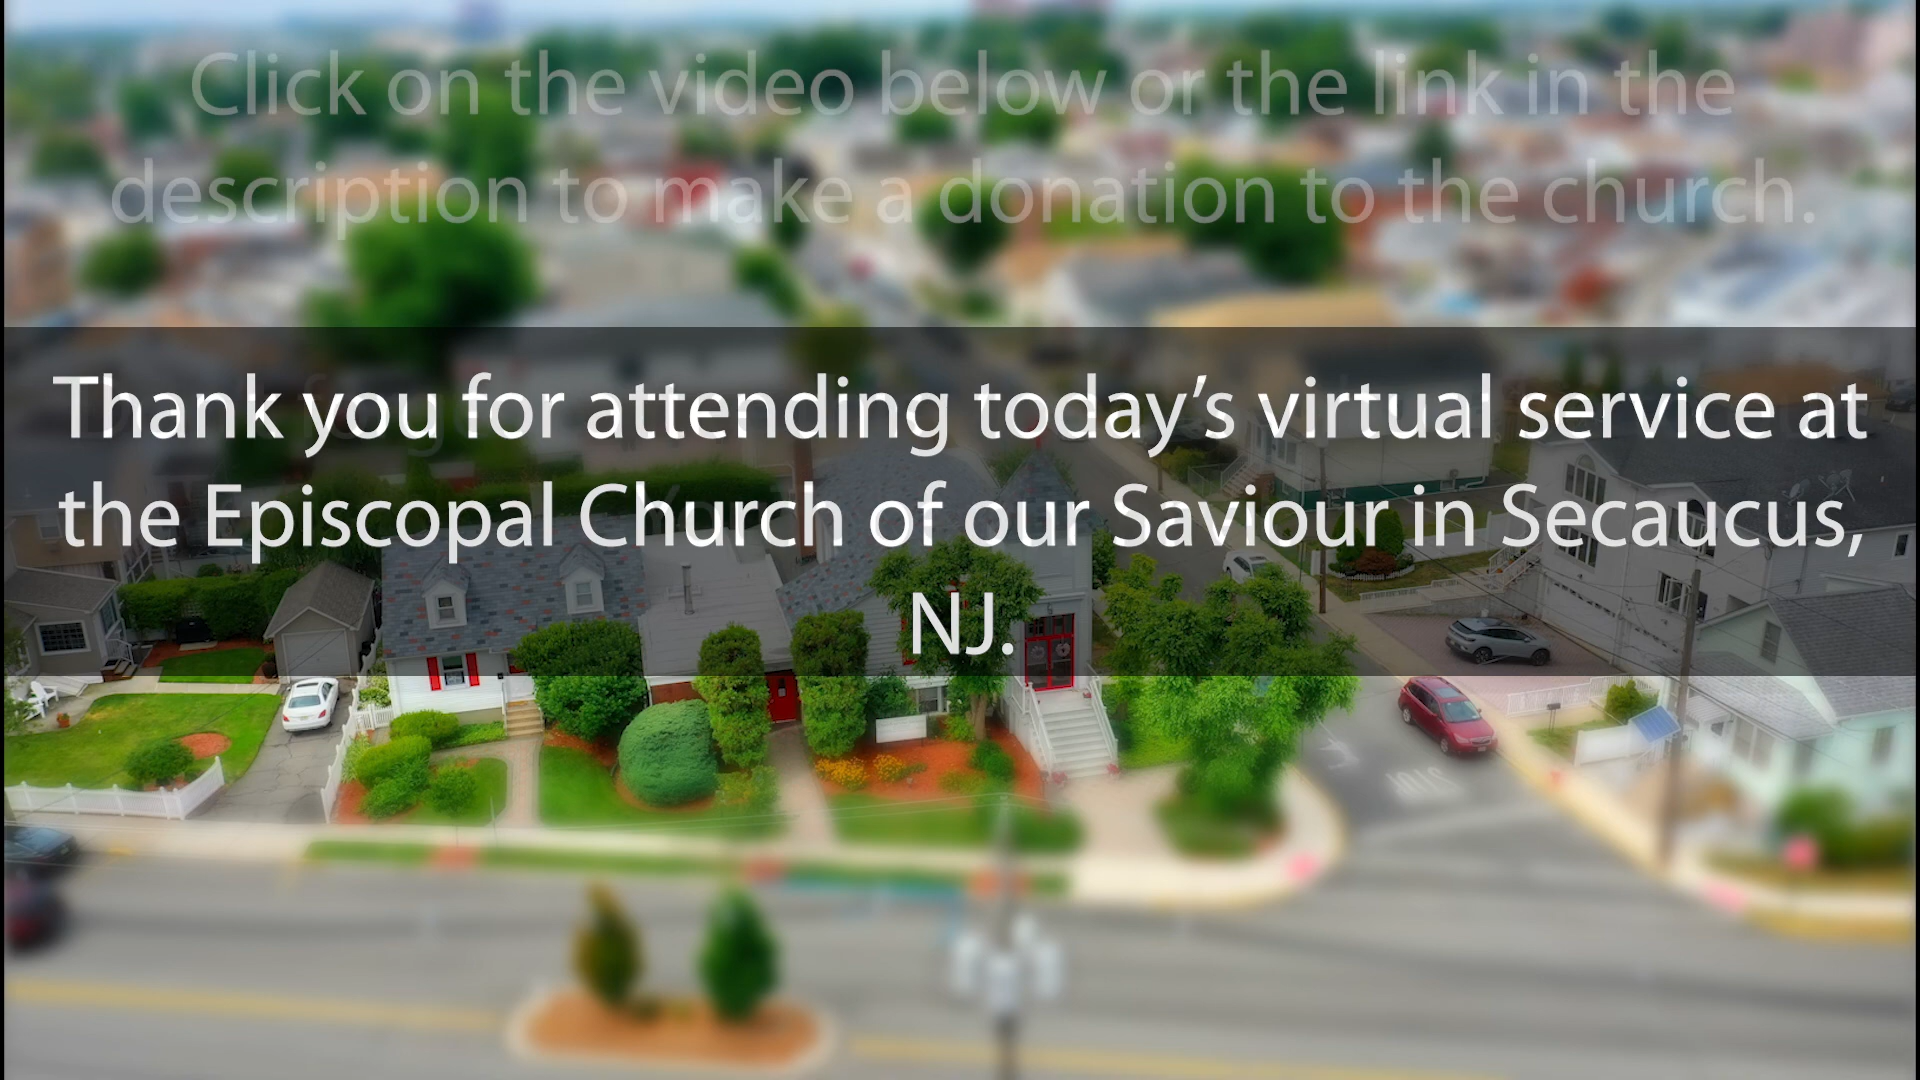 Click on the video below or the link in the
description to make a donation to the church.
Thank you for attending today’s virtual service at
the Episcopal Church of our Saviour in Secaucus,
NJ.